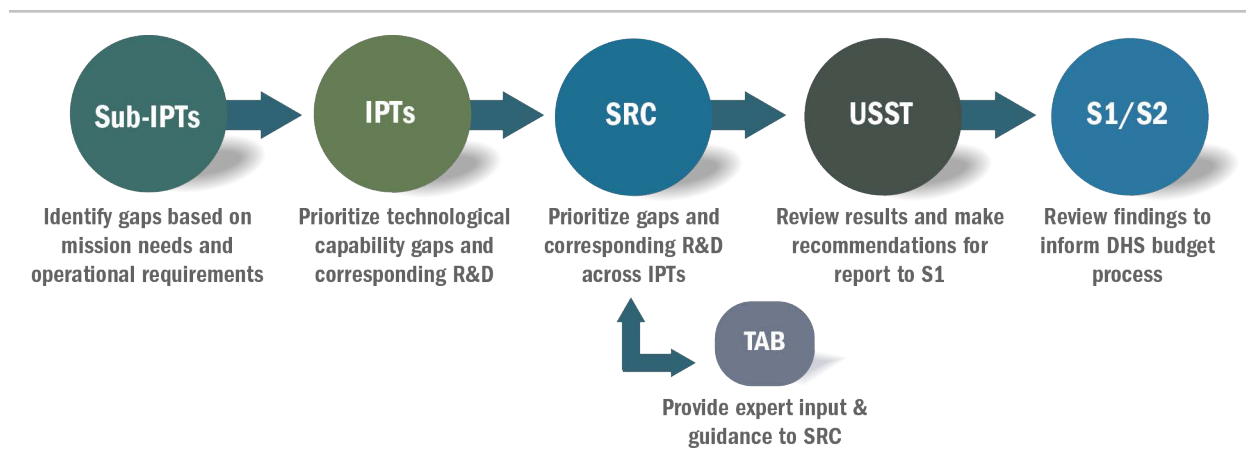 Sub-IPTs
IPTs
SRC
USST
S1/S2
Identify gaps based on
mission needs and
operational requirements
Prioritize technological
capability gaps and
corresponding R&D
Prioritize gaps and
corresponding R&D
across IPTs
Review results and make
recommendations for
report to S1
Review findings to
inform DHS budget
process
TAB
Provide expert input &
guidance to SRC